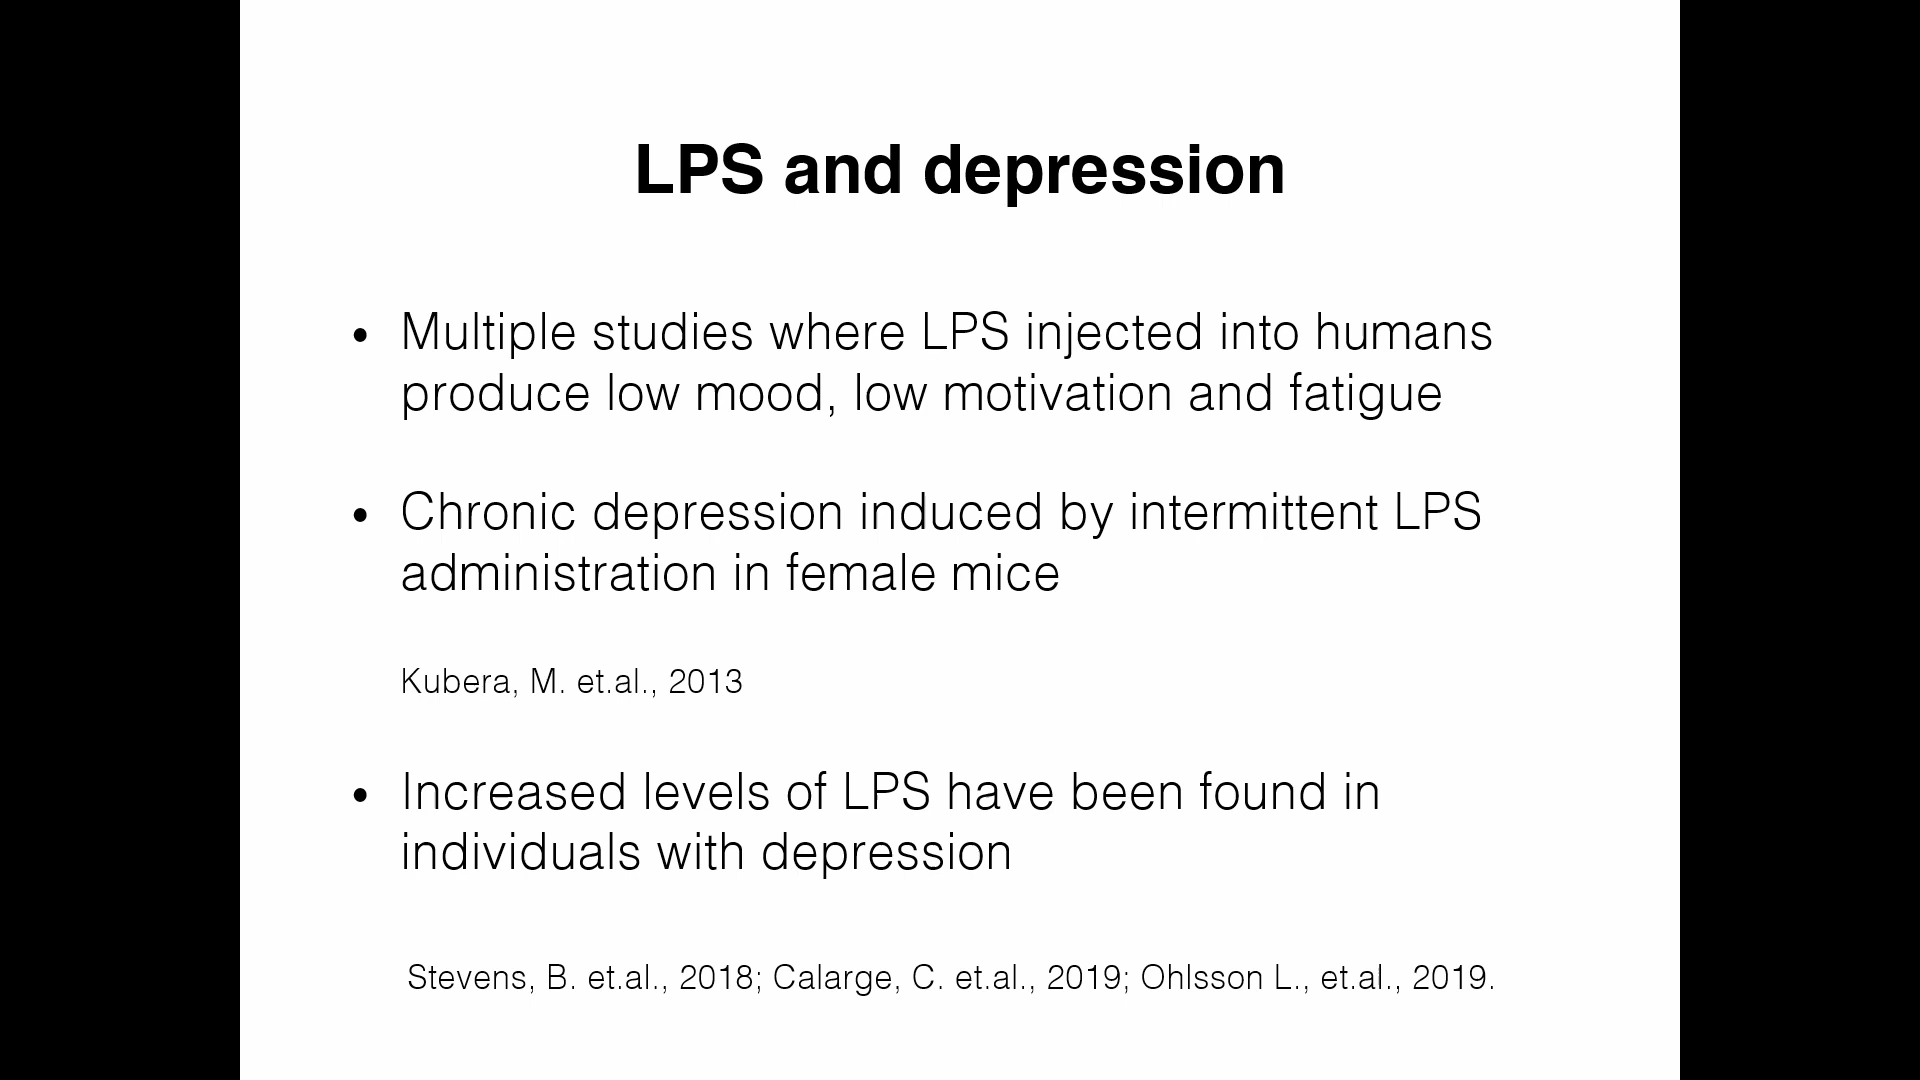 LPS and depression
• Multiple studies where LPS injected into humans
produce low mood, low motivation and fatigue
• Chronic depression induced by intermittent LPS
administration in female mice
Kubera, M. et.al., 2013
• Increased levels of LPS have been found in
individuals with depression
Stevens, B. et.al., 2018; Calarge, C. et.al., 2019; Ohlsson L., et.al., 2019.